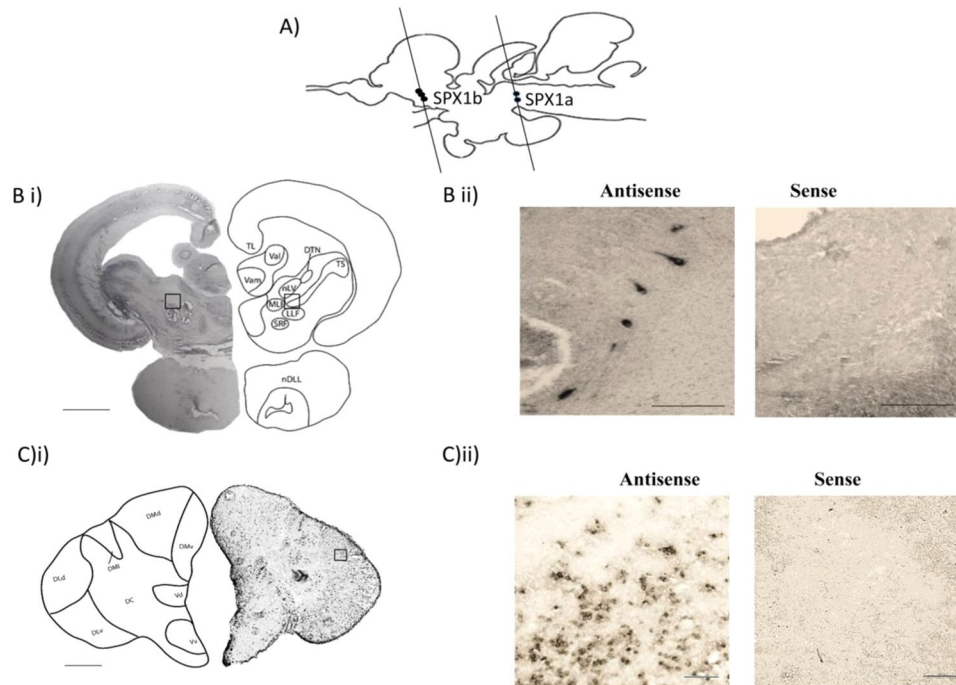 A)
SPX1b
SPX1a
B i)
TL
Val
DTN
TS
Vam
nLV
MLF
LLF
SRF
nDLL
B ii)
Antisense
Sense
C)i)
DMd
DMv
DLd
DMl
DC
Vd
DLv
Vv
C)ii)
Antisense
Sense